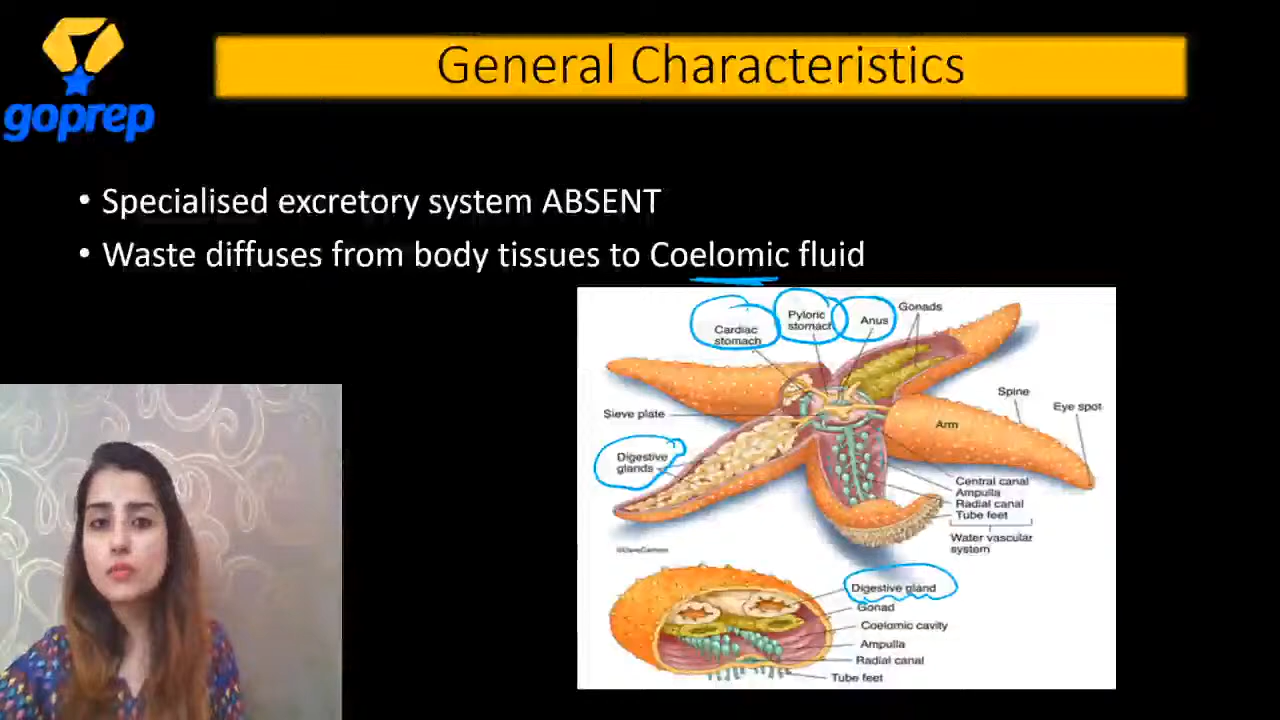 goprep
General Characteristics
• Specialised excretory system ABSENT
• Waste diffuses from body tissues to Coelomic fluid
Cardiac
stomach
Pyloric
stomach
Anus
Gonads
Spine
Eye spot
Sieve plate
Arm
Digestive
glands
Central canal
Ampulla
Radial canal
Tube feet
Water vascular
system
Digestive gland
Gonad
Coelomic cavity
Ampulla
Radial canal
Tube feet